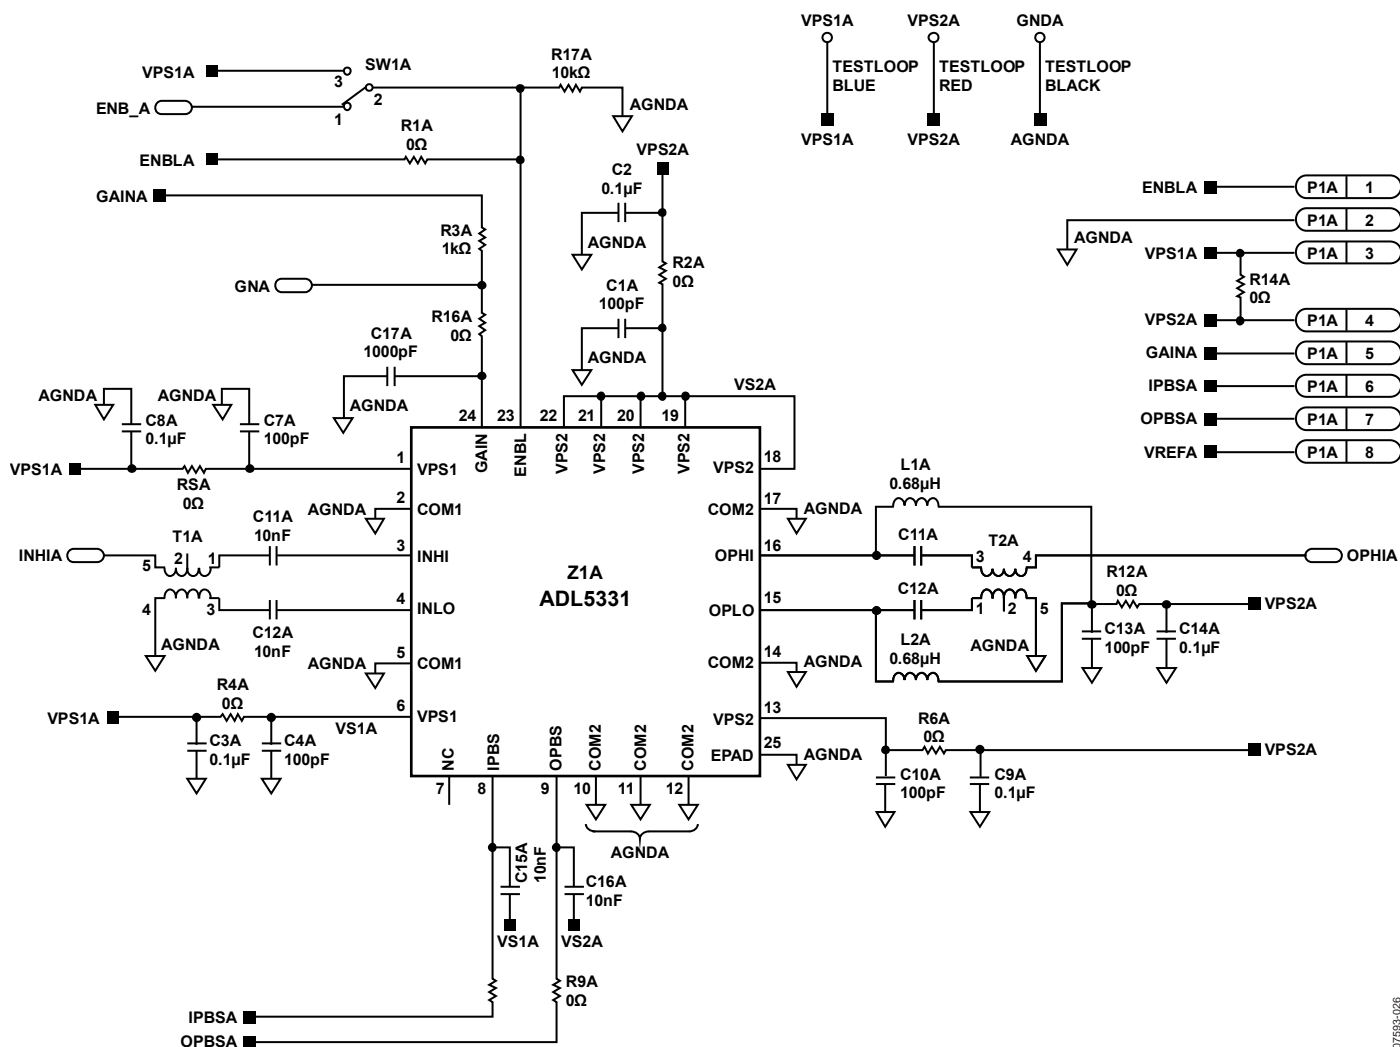 VPS1A
VPS2A
GNDA
TESTLOOP
BLUE
TESTLOOP
RED
TESTLOOP
BLACK
VPS1A
VPS2A
AGNDA
VPS1A
3
SW1A
2
ENB_A
1
R17A
10kΩ
AGNDA
R1A
0Ω
ENBLA
GAINA
R3A
1kΩ
GNA
R16A
0Ω
C17A
1000pF
AGNDA
VPS2A
C2
0.1µF
AGNDA
R2A
0Ω
C1A
100pF
AGNDA
VS2A
ENBLA
P1A 1
P1A 2
AGNDA
VPS1A
P1A 3
R14A
0Ω
VPS2A
P1A 4
GAINA
P1A 5
IPBSA
P1A 6
OPBSA
P1A 7
VREFA
P1A 8
AGNDA
AGNDA
C8A
0.1µF
C7A
100pF
VPS1A
RSA
0Ω
24
23
22
21
20
19
GAIN
ENBL
VPS2
VPS2
VPS2
VPS2
1
VPS1
18
VPS2
AGNDA
2
COM1
17
COM2
AGNDA
INHIA
T1A
5
2
1
4
3
AGNDA
C11A
10nF
C12A
10nF
3
INHI
4
INLO
Z1A
ADL5331
16
OPHI
15
OPLO
L1A
0.68µH
C11A
T2A
3
4
C12A
1
2
5
AGNDA
L2A
0.68µH
OPHIA
R12A
0Ω
VPS2A
C13A
100pF
C14A
0.1µF
AGNDA
5
COM1
14
COM2
AGNDA
VPS1A
R4A
0Ω
VS1A
6
VPS1
C3A
0.1µF
C4A
100pF
13
VPS2
25
EPAD
AGNDA
R6A
0Ω
VPS2A
C10A
100pF
C9A
0.1µF
NC
IPBS
OPBS
COM2
COM2
COM2
7
8
9
10
11
12
AGNDA
C15A
10nF
C16A
10nF
VS1A
VS2A
R9A
0Ω
IPBSA
OPBSA
07593-026